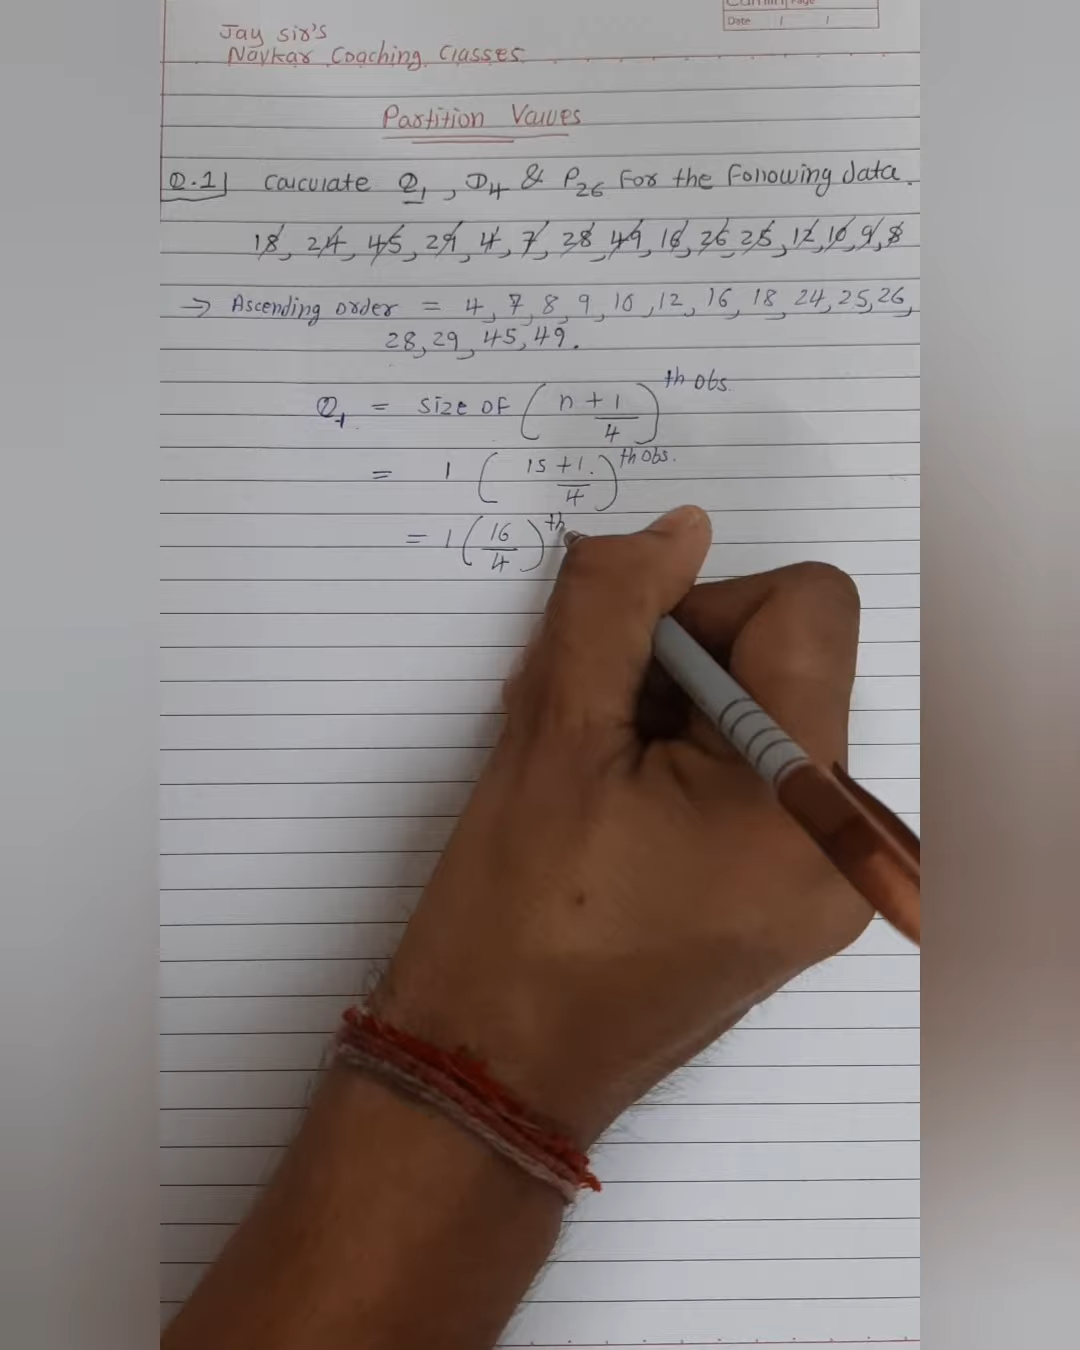 Date / /
Jay Sir's
Navkar Coaching Classes
Partition Values
Q.1] Calculate Q1, D4 & P26 For the Following data.
18, 24, 45, 29, 4, 7, 28, 49, 16, 26, 25, 12, 10, 9, 8
→ Ascending order = 4, 7, 8, 9, 10, 12, 16, 18, 24, 25, 26,
28, 29, 45, 49.
Q1 = size of (n + 1 / 4) th obs
= 1 (15 + 1. / 4) th obs.
= 1 (16 / 4) th